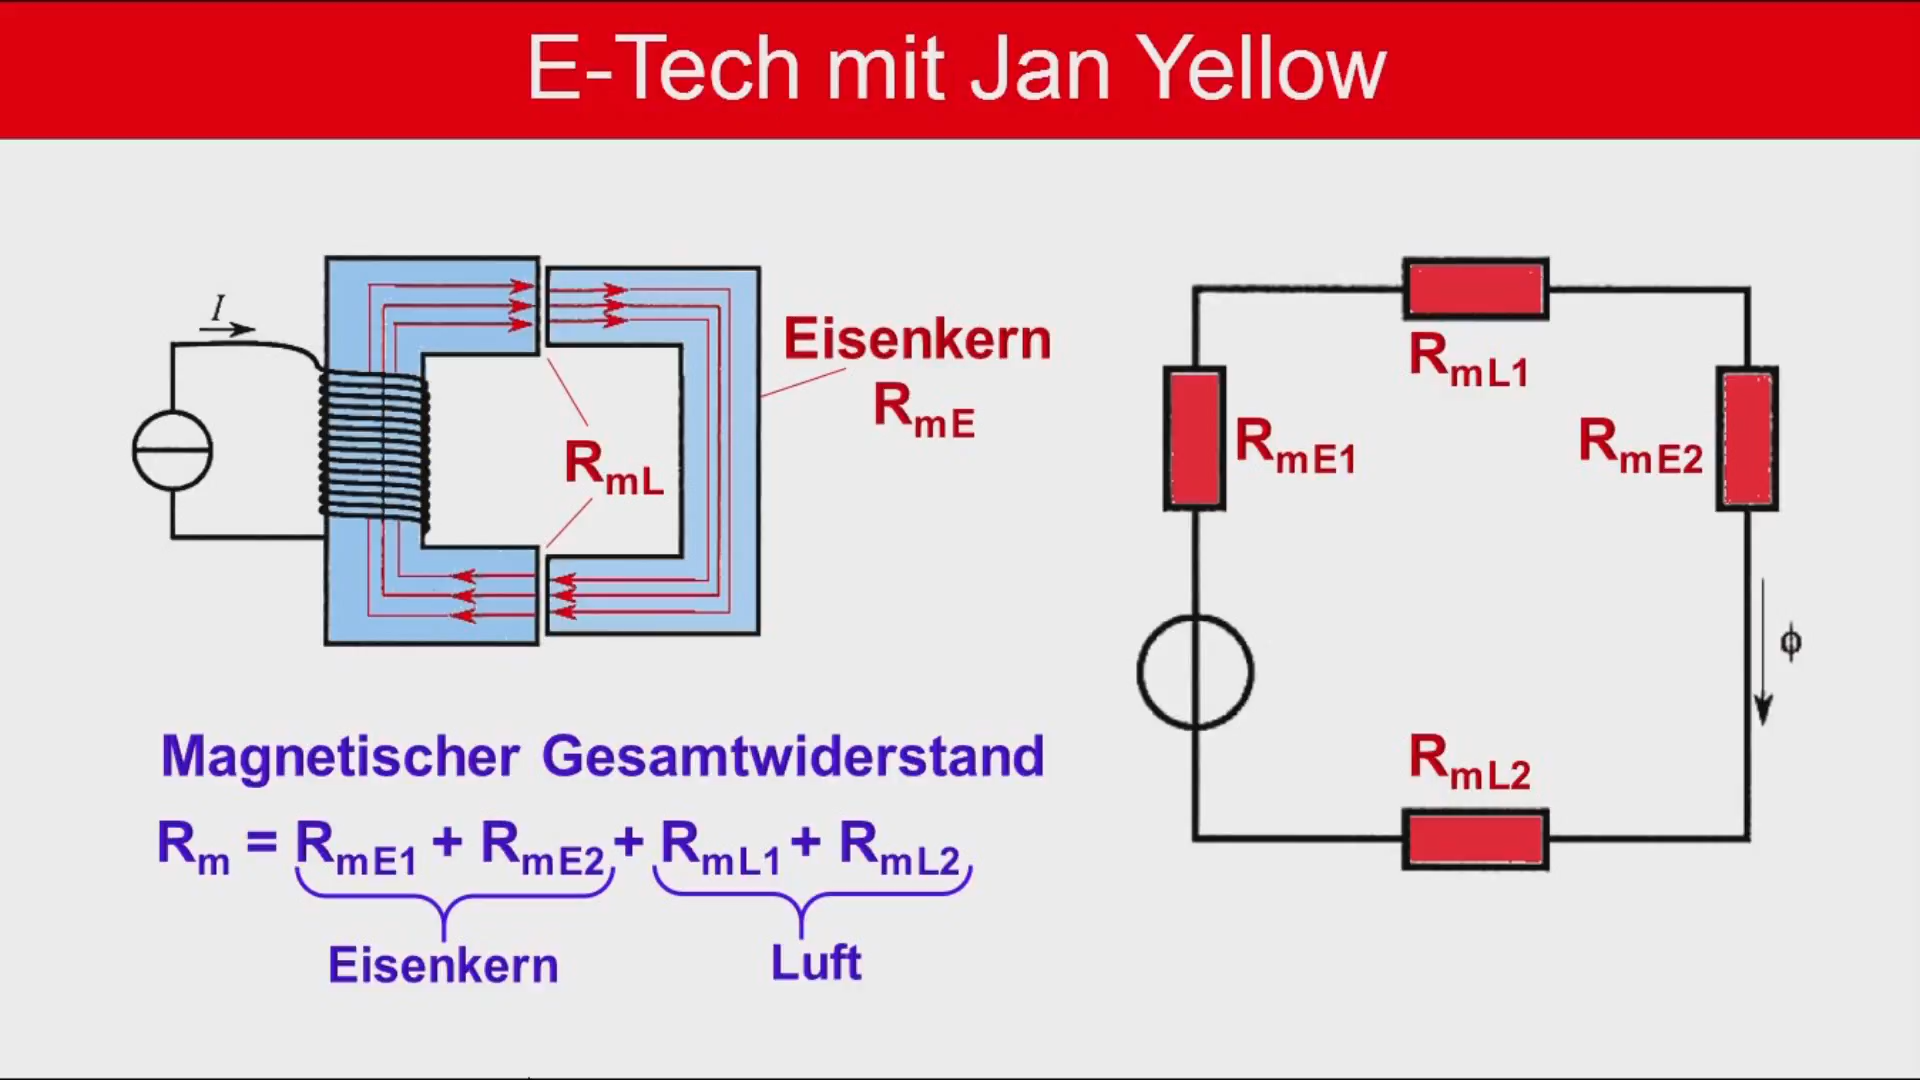 E-Tech mit Jan Yellow
I
Eisenkern
RmE
RmL
RmL1
RmE1
RmE2
ϕ
RmL2
Magnetischer Gesamtwiderstand
Rm = RmE1 + RmE2 + RmL1 + RmL2
Eisenkern
Luft